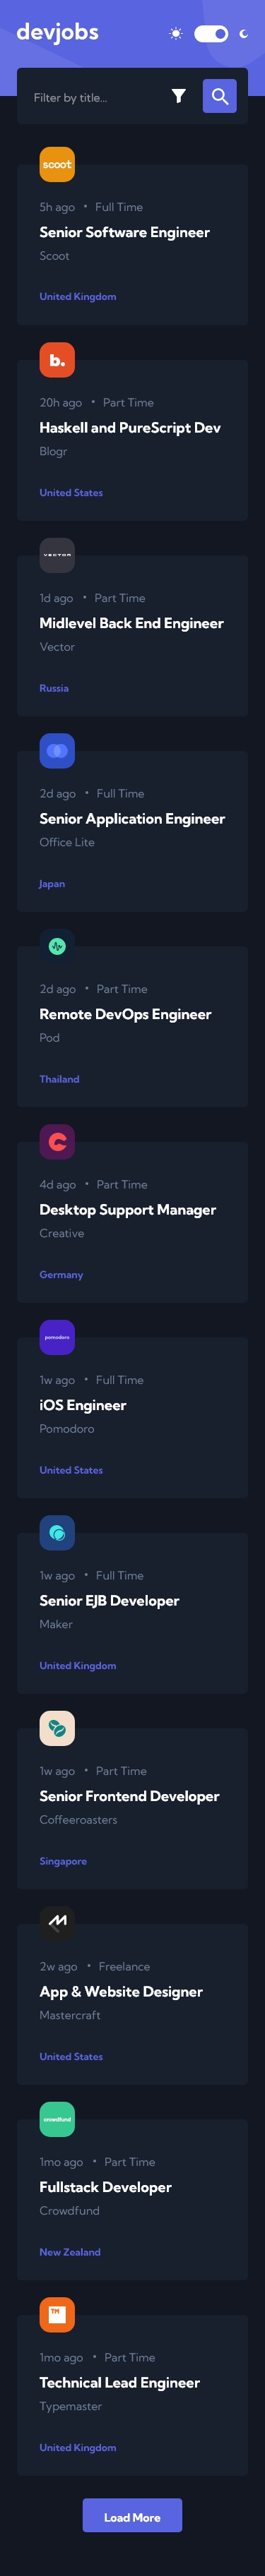 devjobs
Filter by title...
scoot
5h ago • Full Time
Senior Software Engineer
Scoot
United Kingdom
b.
20h ago • Part Time
Haskell and PureScript Dev
Blogr
United States
VECTOR
1d ago • Part Time
Midlevel Back End Engineer
Vector
Russia
2d ago • Full Time
Senior Application Engineer
Office Lite
Japan
2d ago • Part Time
Remote DevOps Engineer
Pod
Thailand
4d ago • Part Time
Desktop Support Manager
Creative
Germany
pomodoro
1w ago • Full Time
iOS Engineer
Pomodoro
United States
1w ago • Full Time
Senior EJB Developer
Maker
United Kingdom
1w ago • Part Time
Senior Frontend Developer
Coffeeroasters
Singapore
2w ago • Freelance
App & Website Designer
Mastercraft
United States
crowdfund
1mo ago • Part Time
Fullstack Developer
Crowdfund
New Zealand
TM
1mo ago • Part Time
Technical Lead Engineer
Typemaster
United Kingdom
Load More